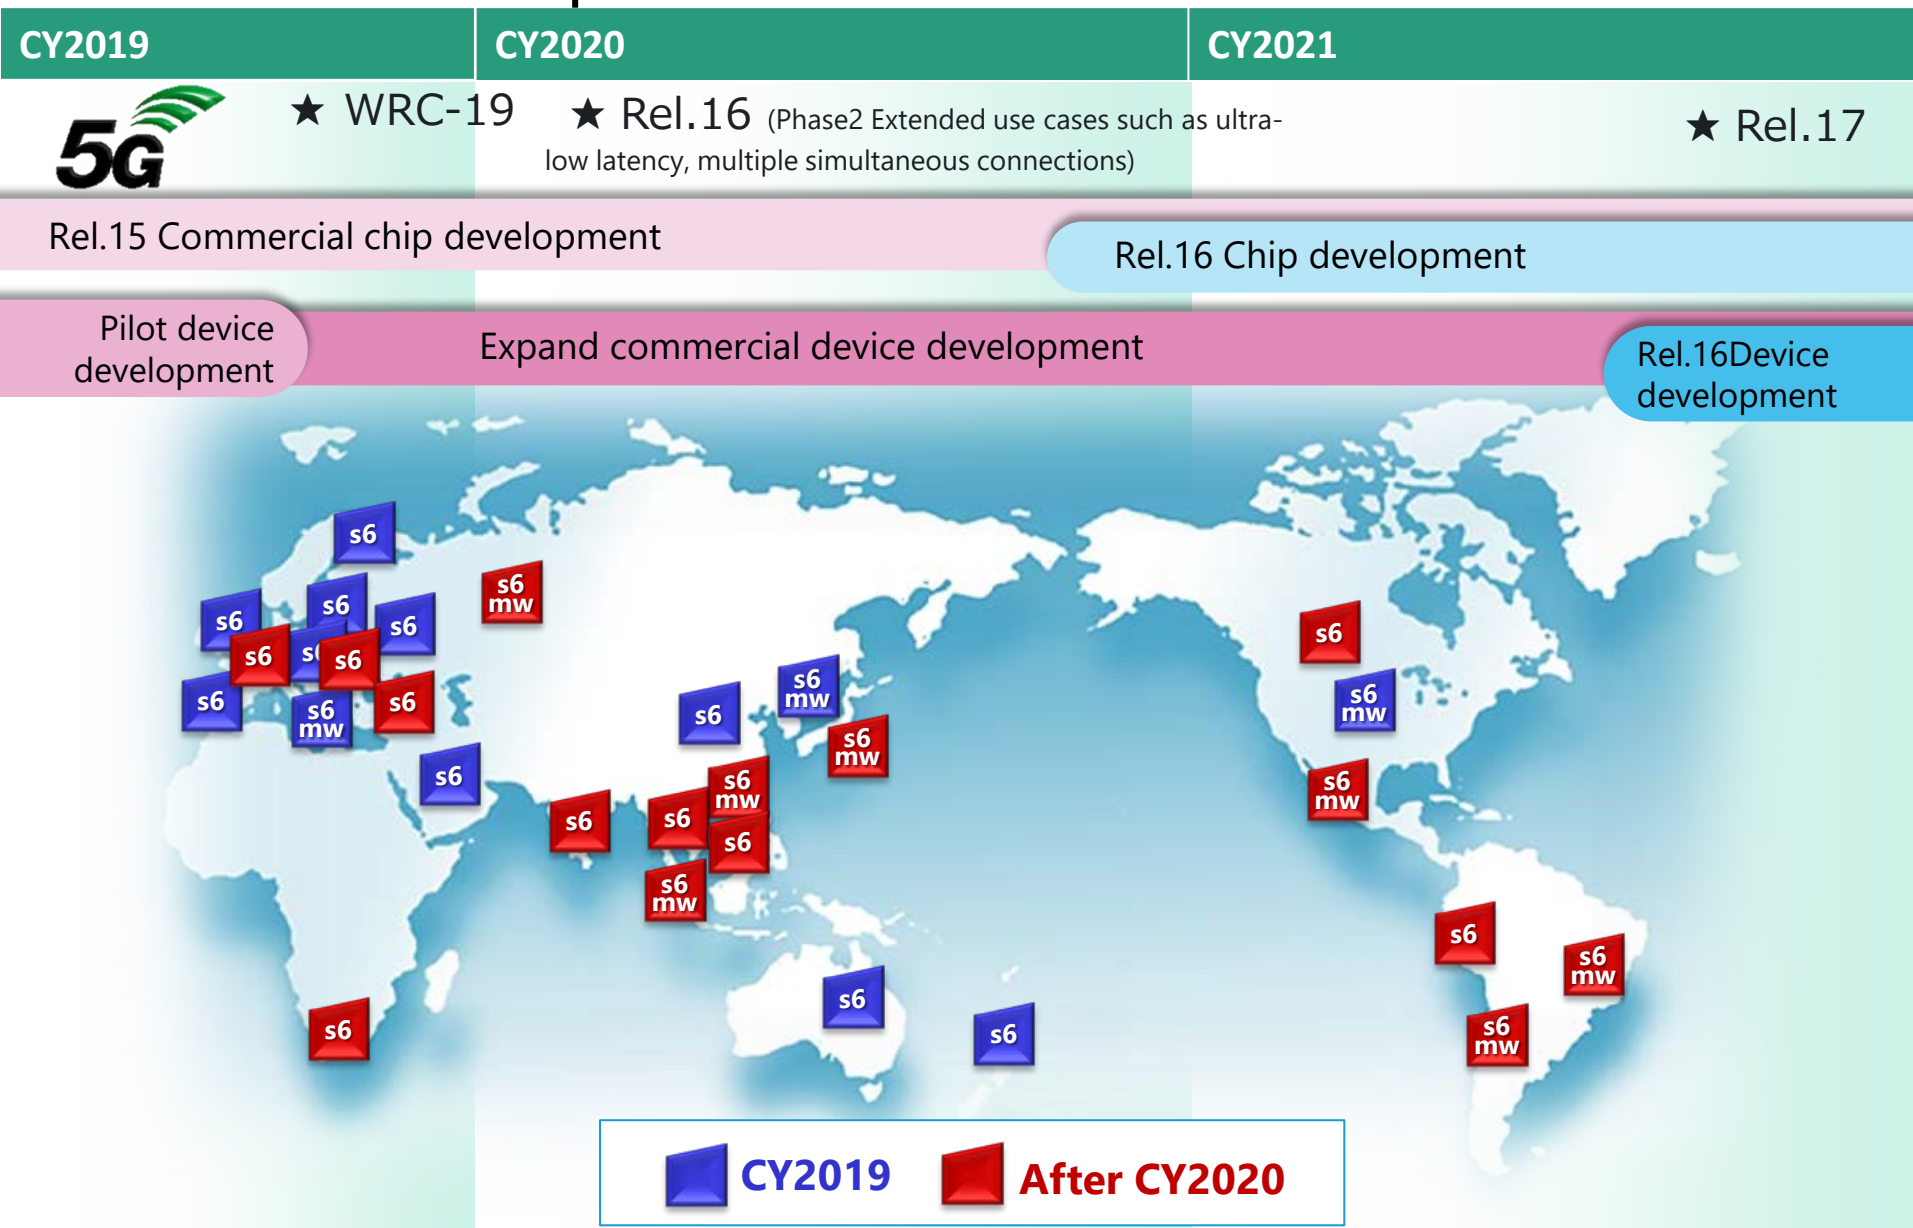 CY2019
CY2020
CY2021
5G
★ WRC-19
★ Rel.16 (Phase2 Extended use cases such as ultra-
low latency, multiple simultaneous connections)
★ Rel.17
Rel.15 Commercial chip development
Rel.16 Chip development
Pilot device
development
Expand commercial device development
Rel.16Device
development
s6
s6
mw
s6
s6
s6
s6
s6
s6
s6
s6
mw
s6
s6
s6
s6
mw
s6
mw
s6
mw
s6
s6
s6
s6
mw
s6
s6
s6
s6
s6
mw
s6
mw
s6
s6
mw
s6
mw
CY2019
After CY2020